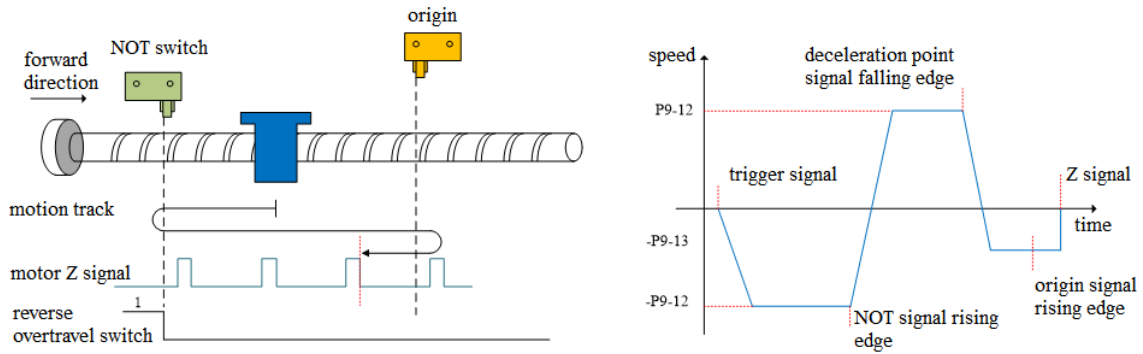 origin
NOT switch
forward
direction
motion track
motor Z signal
1
reverse
overtravel switch
speed
deceleration point
signal falling edge
P9-12
trigger signal
Z signal
time
-P9-13
-P9-12
origin signal
rising edge
NOT signal rising
edge